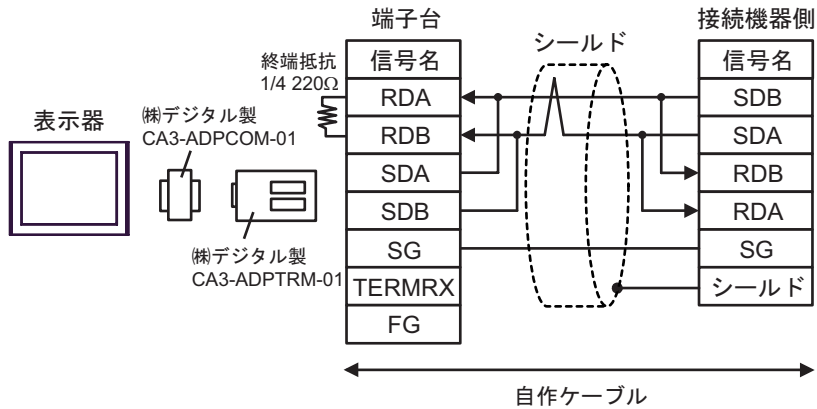 端子台
接続機器側
シールド
終端抵抗
1/4 220Ω
表示器
㈱デジタル製
CA3-ADPCOM-01
㈱デジタル製
CA3-ADPTRM-01
信号名
RDA
RDB
SDA
SDB
SG
TERMRX
FG
信号名
SDB
SDA
RDB
RDA
SG
シールド
自作ケーブル